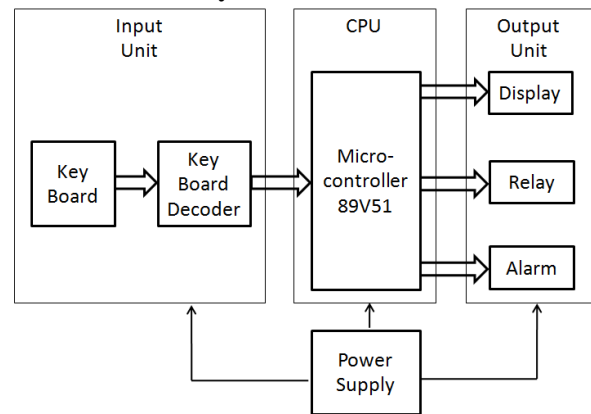 Input
Unit
CPU
Output
Unit
Key
Board
Key
Board
Decoder
Micro-
controller
89V51
Display
Relay
Alarm
Power
Supply